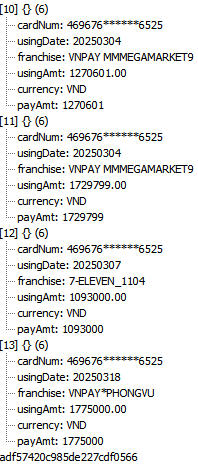 [10] {} (6)
cardNum: 469676******6525
usingDate: 20250304
franchise: VNPAY MMMEGAMARKET9
usingAmt: 1270601.00
currency: VND
payAmt: 1270601
[11] {} (6)
cardNum: 469676******6525
usingDate: 20250304
franchise: VNPAY MMMEGAMARKET9
usingAmt: 1729799.00
currency: VND
payAmt: 1729799
[12] {} (6)
cardNum: 469676******6525
usingDate: 20250307
franchise: 7-ELEVEN_1104
usingAmt: 1093000.00
currency: VND
payAmt: 1093000
[13] {} (6)
cardNum: 469676******6525
usingDate: 20250318
franchise: VNPAY*PHONGVU
usingAmt: 1775000.00
currency: VND
payAmt: 1775000
adf57420c985de227cdf0566